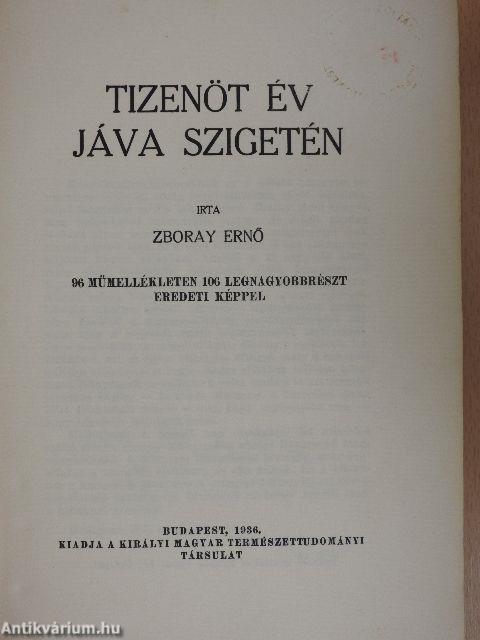 TIZENÖT ÉV
JÁVA SZIGETÉN
IRTA
ZBORAY ERNŐ
96 MŰMELLÉKLETEN 106 LEGNAGYOBBRÉSZT
EREDETI KÉPPEL
BUDAPEST, 1936.
KIADJA A KIRÁLYI MAGYAR TERMÉSZETTUDOMÁNYI
TÁRSULAT
Antikvárium.hu